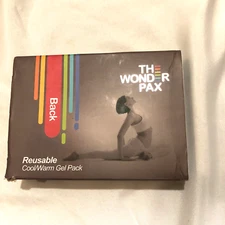 THE
WONDER
PAX
Back
Reusable
Cool/Warm Gel Pack